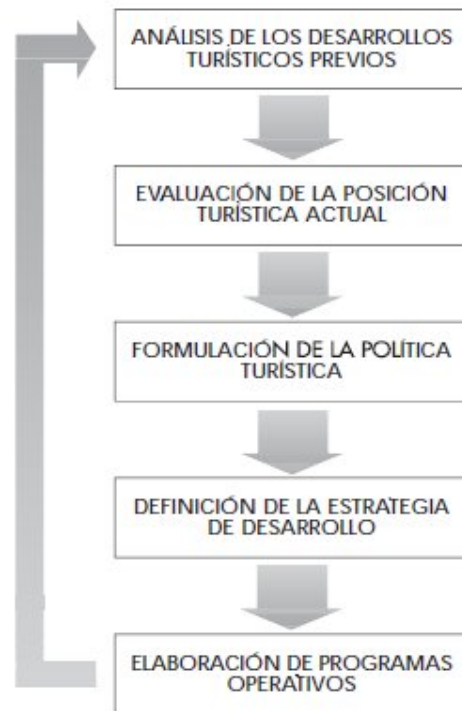 ANÁLISIS DE LOS DESARROLLOS
TURÍSTICOS PREVIOS
EVALUACIÓN DE LA POSICIÓN
TURÍSTICA ACTUAL
FORMULACIÓN DE LA POLÍTICA
TURÍSTICA
DEFINICIÓN DE LA ESTRATEGIA
DE DESARROLLO
ELABORACIÓN DE PROGRAMAS
OPERATIVOS